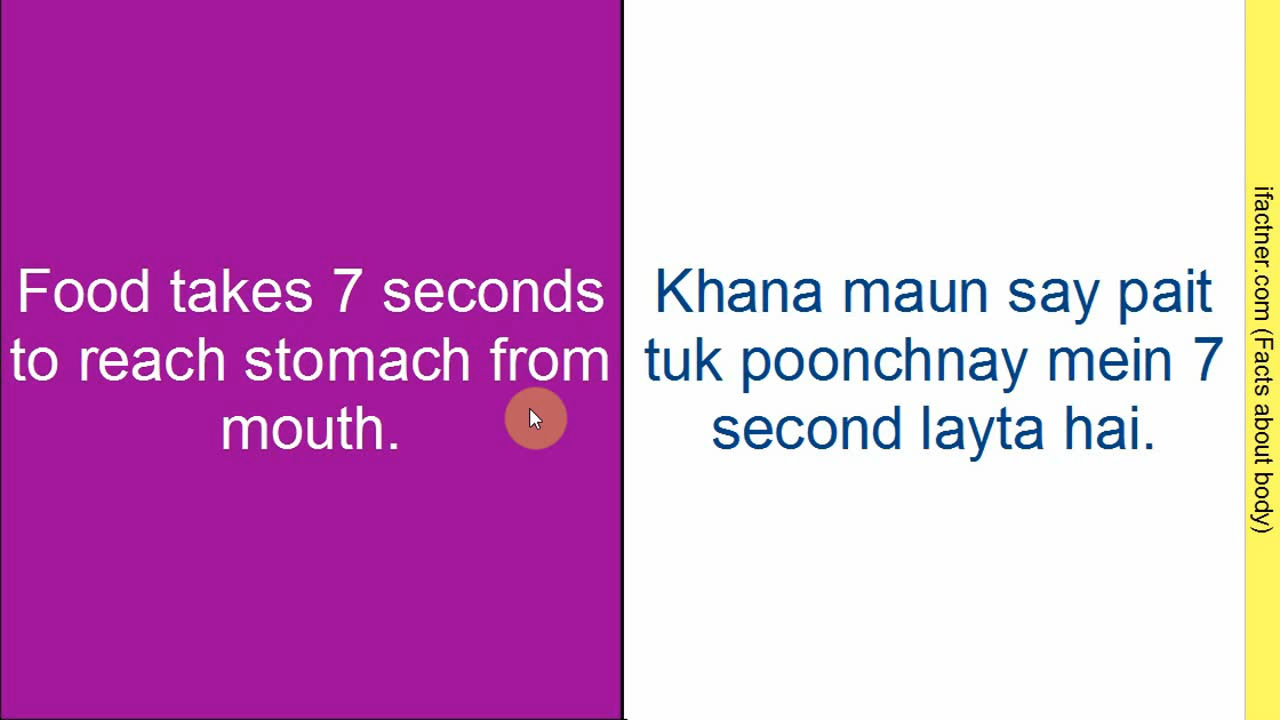 Food takes 7 seconds
to reach stomach from
mouth.
Khana maun say pait
tuk poonchnay mein 7
second layta hai.
ifactner.com (Facts about body)